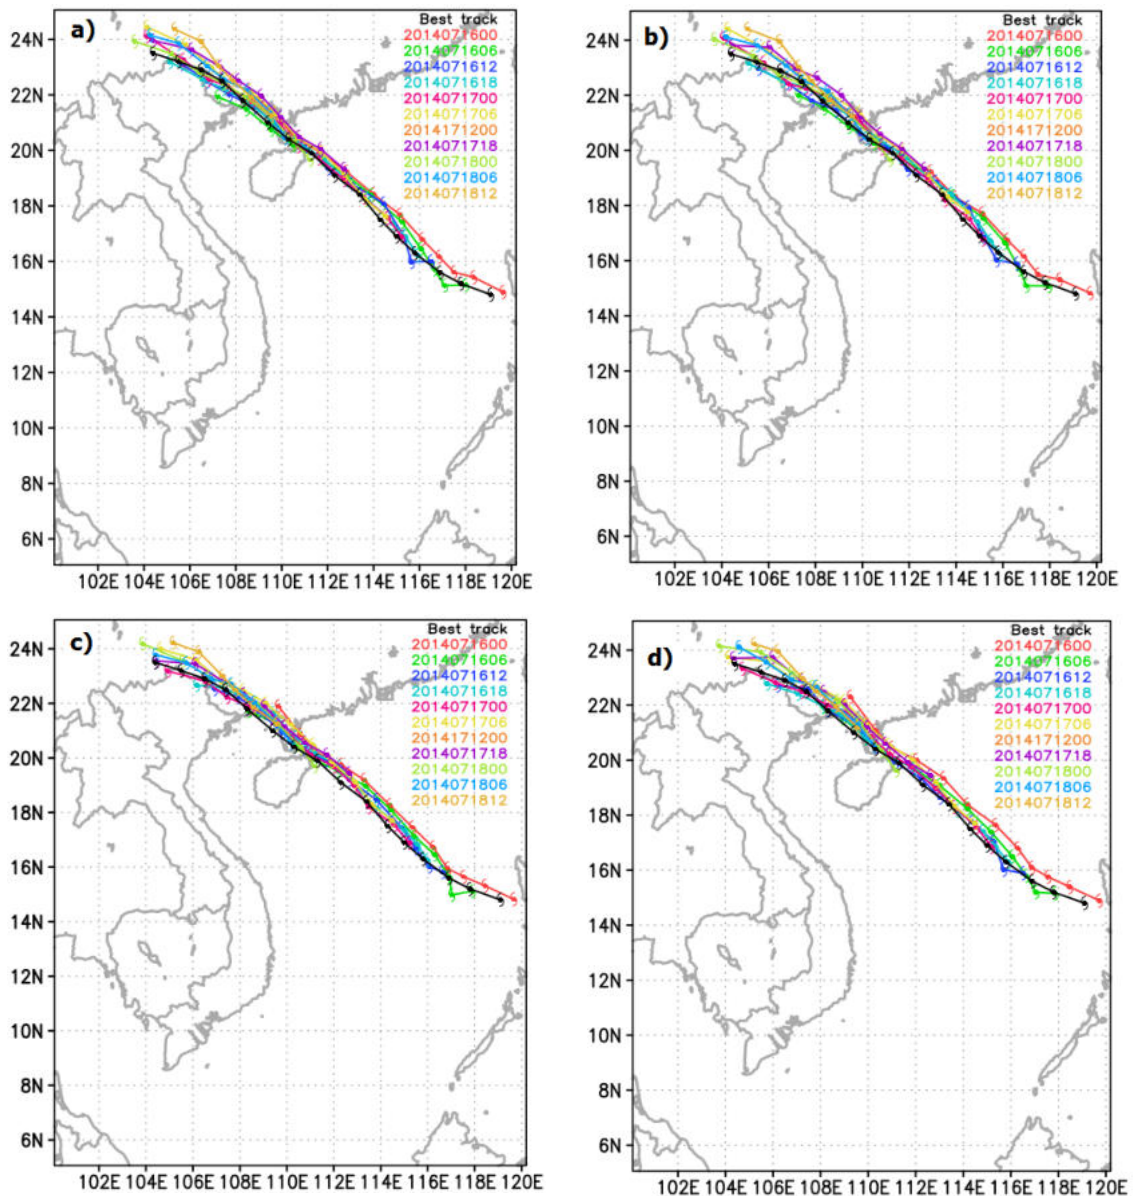 a)
Best track
2014071600
2014071606
2014071612
2014071618
2014071700
2014071706
2014171200
2014071718
2014071800
2014071806
2014071812
24N
22N
20N
18N
16N
14N
12N
10N
8N
6N
102E 104E 106E 108E 110E 112E 114E 116E 118E 120E
b)
Best track
2014071600
2014071606
2014071612
2014071618
2014071700
2014071706
2014171200
2014071718
2014071800
2014071806
2014071812
24N
22N
20N
18N
16N
14N
12N
10N
8N
6N
102E 104E 106E 108E 110E 112E 114E 116E 118E 120E
c)
Best track
2014071600
2014071606
2014071612
2014071618
2014071700
2014071706
2014171200
2014071718
2014071800
2014071806
2014071812
24N
22N
20N
18N
16N
14N
12N
10N
8N
6N
102E 104E 106E 108E 110E 112E 114E 116E 118E 120E
d)
Best track
2014071600
2014071606
2014071612
2014071618
2014071700
2014071706
2014171200
2014071718
2014071800
2014071806
2014071812
24N
22N
20N
18N
16N
14N
12N
10N
8N
6N
102E 104E 106E 108E 110E 112E 114E 116E 118E 120E